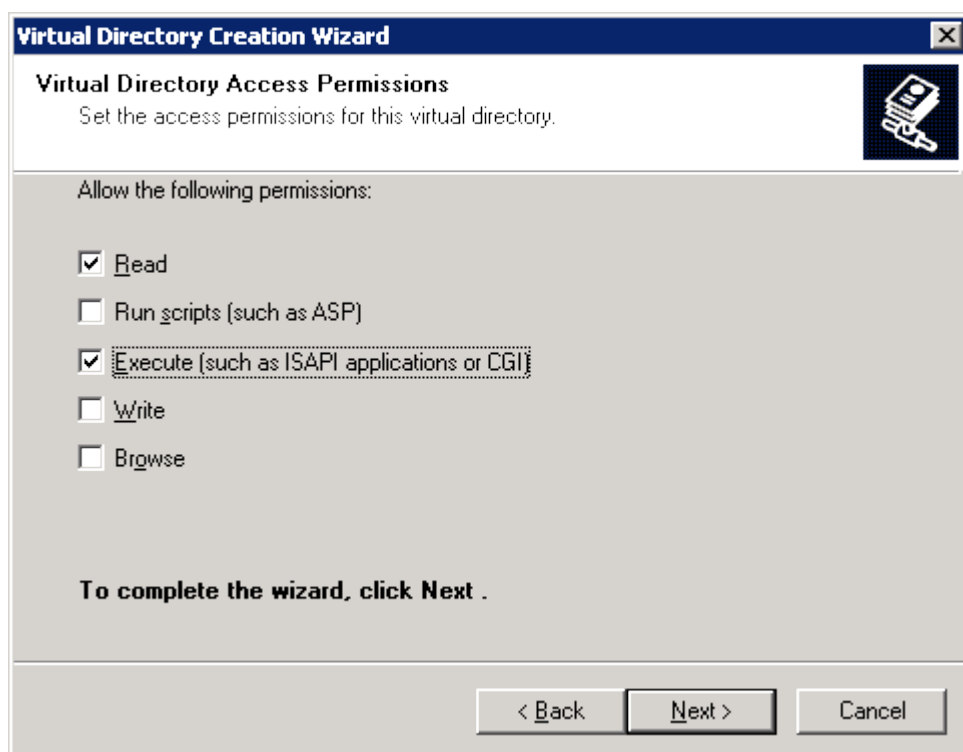 Virtual Directory Creation Wizard
Virtual Directory Access Permissions
Set the access permissions for this virtual directory.
Allow the following permissions:
Read
Run scripts (such as ASP)
Execute (such as ISAPI applications or CGI)
Write
Browse
To complete the wizard, click Next .
< Back Next > Cancel